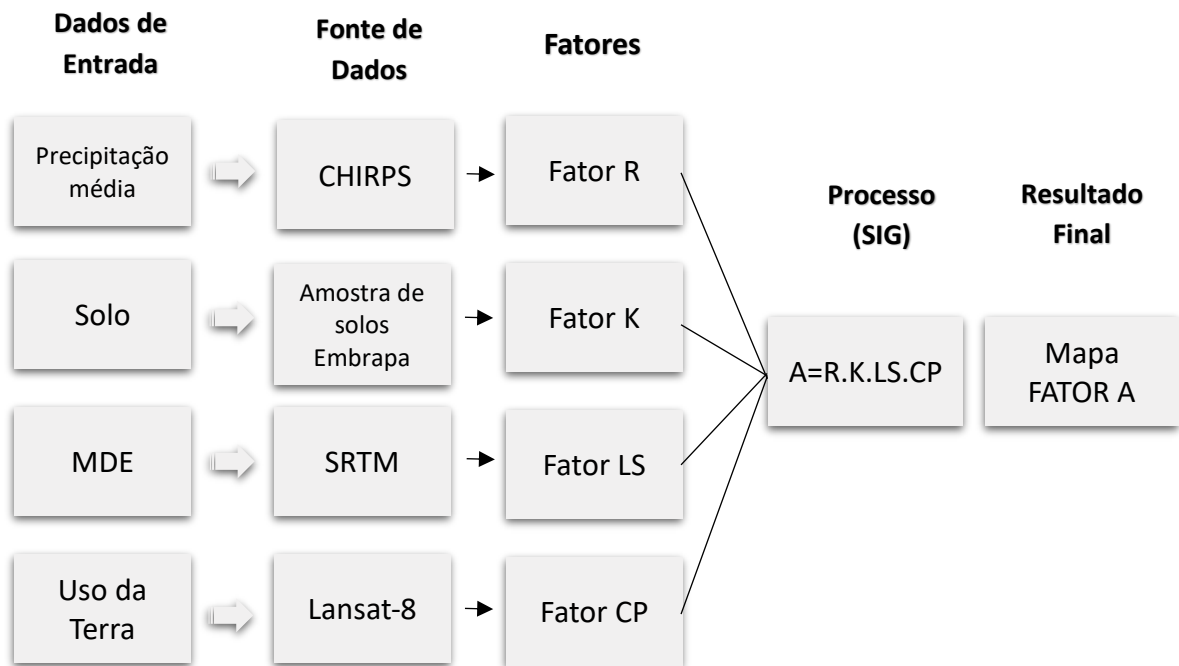 Dados de
Entrada
Fonte de
Dados
Fatores
Precipitação
média
CHIRPS
Fator R
Processo
(SIG)
Resultado
Final
Solo
Amostra de
solos
Embrapa
Fator K
A=R.K.LS.CP
Mapa
FATOR A
MDE
SRTM
Fator LS
Uso da
Terra
Lansat-8
Fator CP